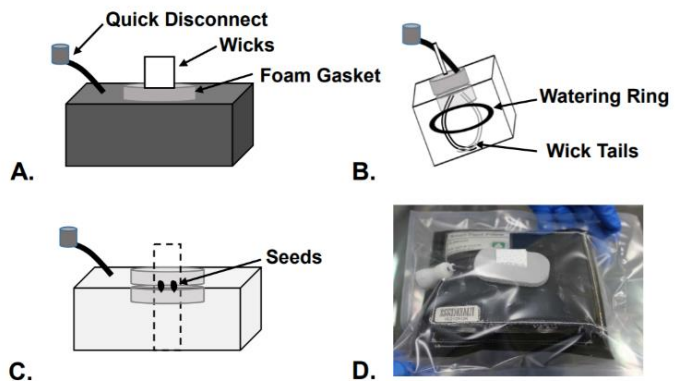 Quick Disconnect
Wicks
Foam Gasket
A.
Watering Ring
Wick Tails
B.
Seeds
C.
D.